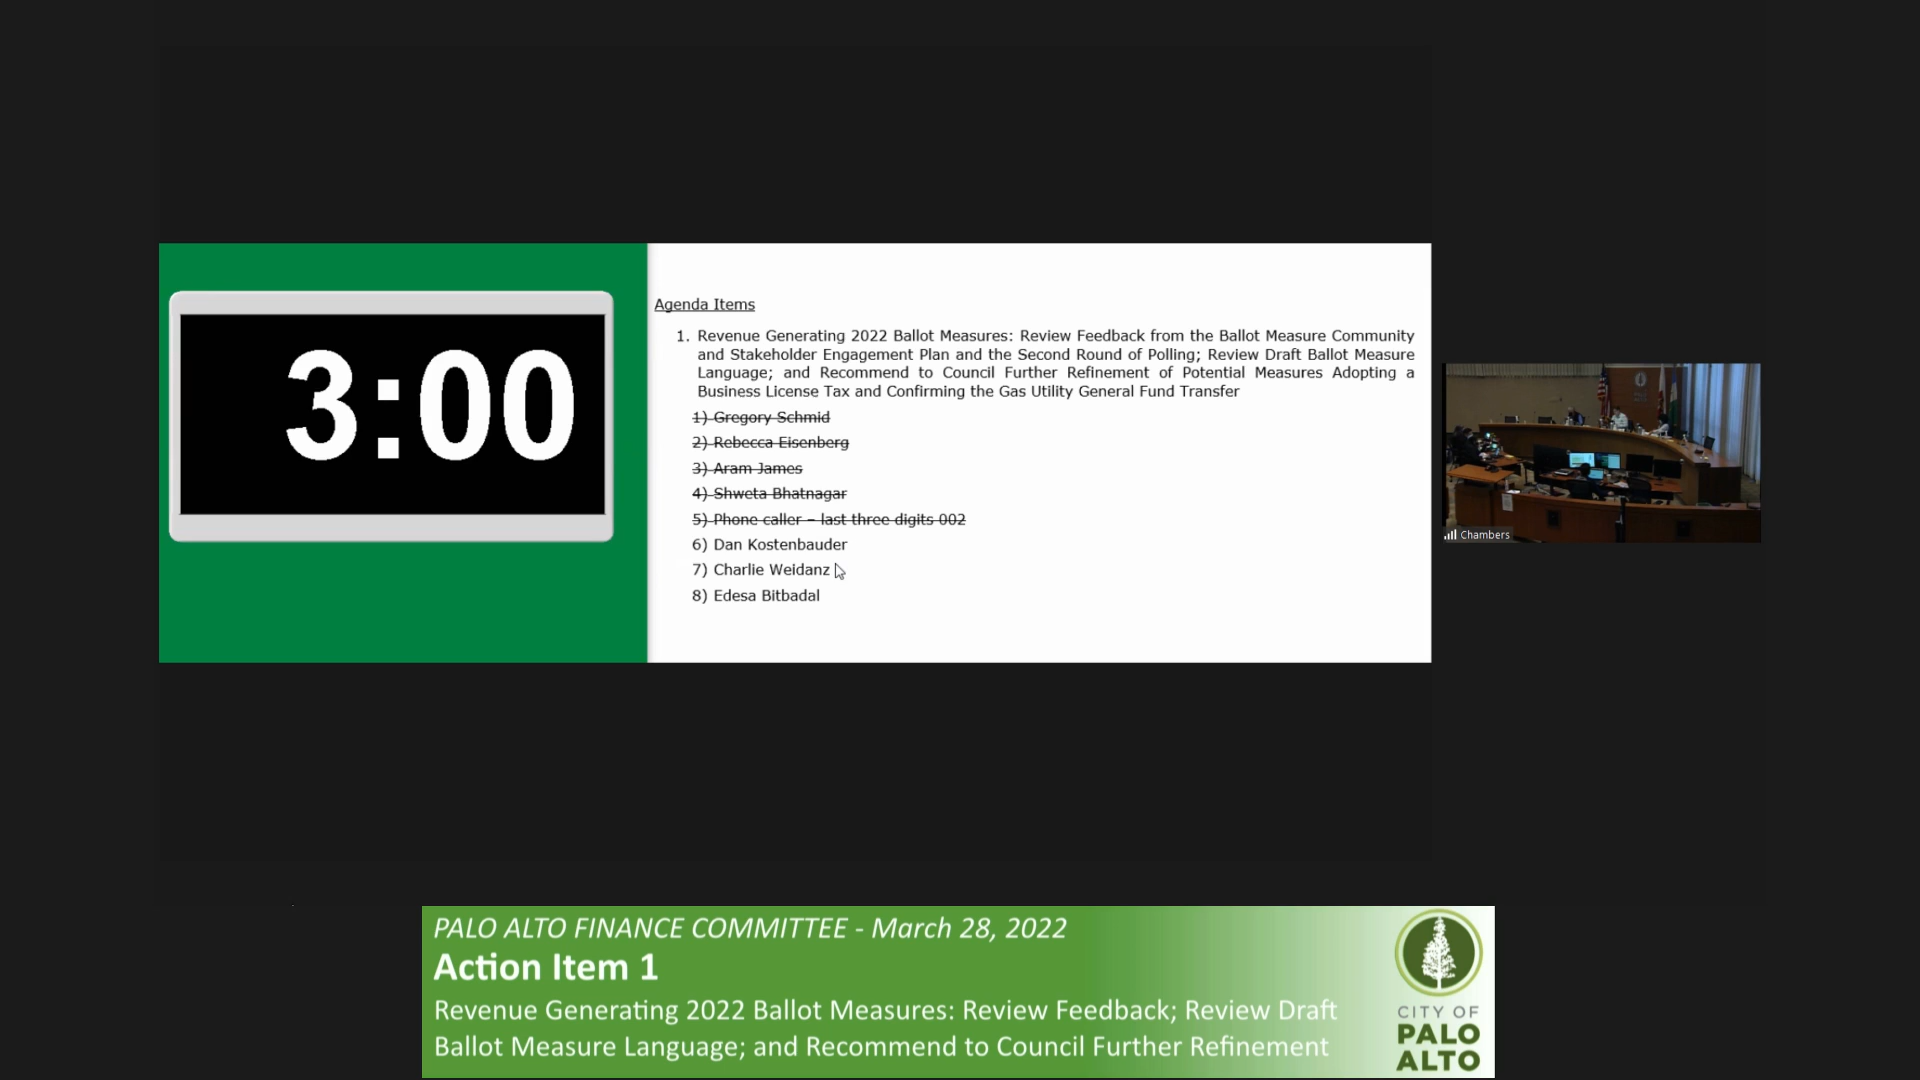 3:00
Agenda Items
1. Revenue Generating 2022 Ballot Measures: Review Feedback from the Ballot Measure Community
and Stakeholder Engagement Plan and the Second Round of Polling; Review Draft Ballot Measure
Language; and Recommend to Council Further Refinement of Potential Measures Adopting a
Business License Tax and Confirming the Gas Utility General Fund Transfer
1) Gregory Schmid
2) Rebecca Eisenberg
3) Aram James
4) Shweta Bhatnagar
5) Phone caller – last three digits 002
6) Dan Kostenbauder
7) Charlie Weidanz
8) Edesa Bitbadal
Chambers
PALO ALTO FINANCE COMMITTEE - March 28, 2022
Action Item 1
Revenue Generating 2022 Ballot Measures: Review Feedback; Review Draft
Ballot Measure Language; and Recommend to Council Further Refinement
CITY OF
PALO
ALTO